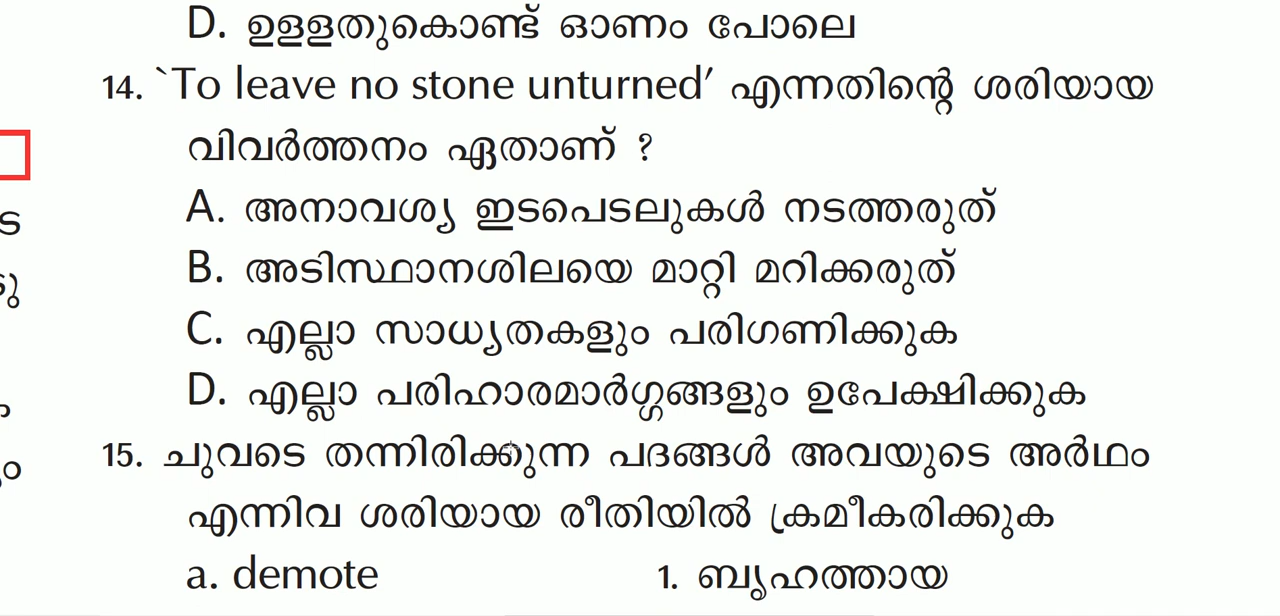 D. ഉള്ളതുകൊണ്ട് ഓണം പോലെ
14. `To leave no stone unturned' എന്നതിന്റെ ശരിയായ
വിവർത്തനം ഏതാണ് ?
A. അനാവശ്യ ഇടപെടലുകൾ നടത്തരുത്
B. അടിസ്ഥാനശിലയെ മാറ്റി മറിക്കരുത്
ട
C. എല്ലാ സാധ്യതകളും പരിഗണിക്കുക
D. എല്ലാ പരിഹാരമാർഗ്ഗങ്ങളും ഉപേക്ഷിക്കുക
15. ചുവടെ തന്നിരിക്കുന്ന പദങ്ങൾ അവയുടെ അർഥം
എന്നിവ ശരിയായ രീതിയിൽ ക്രമീകരിക്കുക
a. demote 1. ബൃഹത്തായ